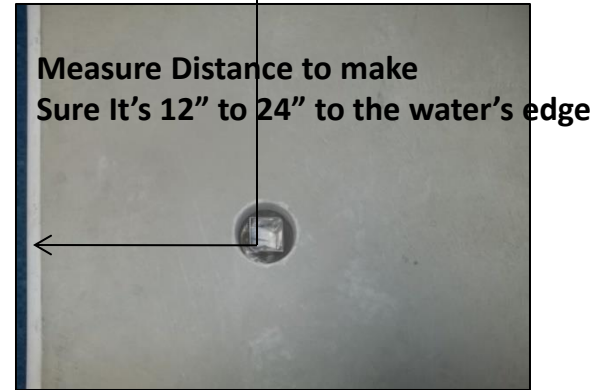 Measure Distance to make
Sure It’s 12” to 24” to the water’s edge